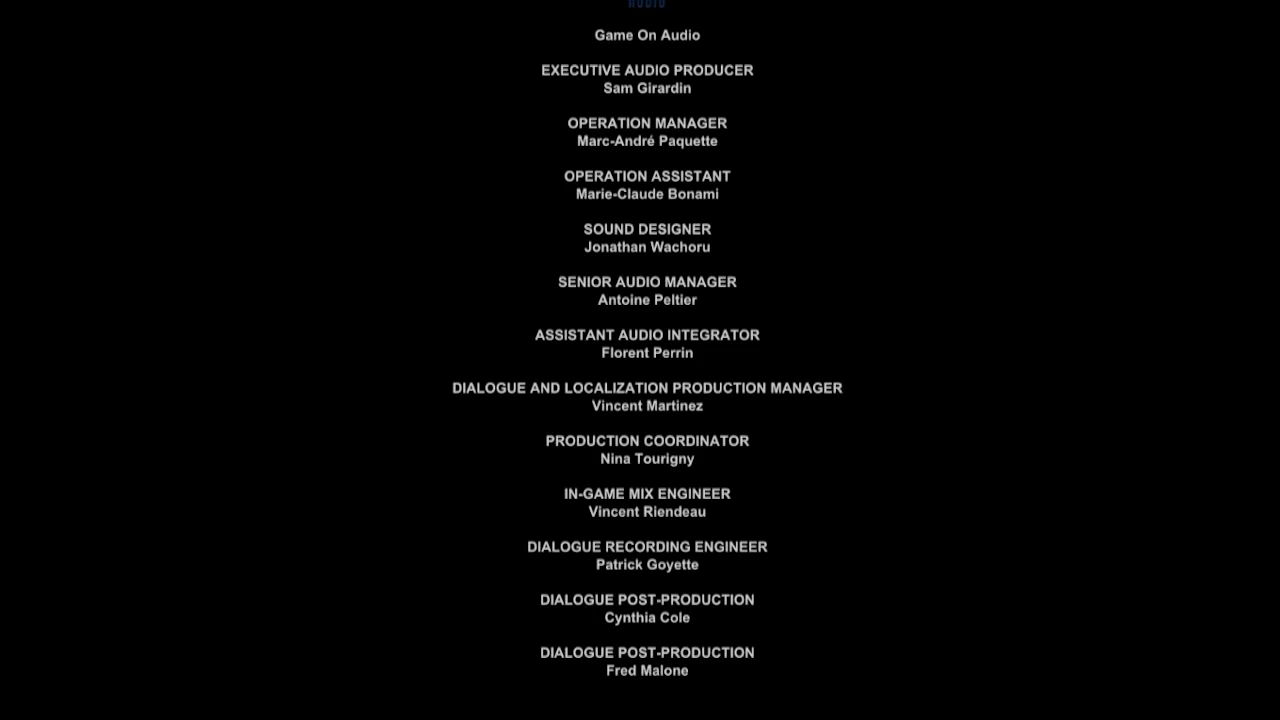 AUDIO
Game On Audio
EXECUTIVE AUDIO PRODUCER
Sam Girardin
OPERATION MANAGER
Marc-André Paquette
OPERATION ASSISTANT
Marie-Claude Bonami
SOUND DESIGNER
Jonathan Wachoru
SENIOR AUDIO MANAGER
Antoine Peltier
ASSISTANT AUDIO INTEGRATOR
Florent Perrin
DIALOGUE AND LOCALIZATION PRODUCTION MANAGER
Vincent Martinez
PRODUCTION COORDINATOR
Nina Tourigny
IN-GAME MIX ENGINEER
Vincent Riendeau
DIALOGUE RECORDING ENGINEER
Patrick Goyette
DIALOGUE POST-PRODUCTION
Cynthia Cole
DIALOGUE POST-PRODUCTION
Fred Malone